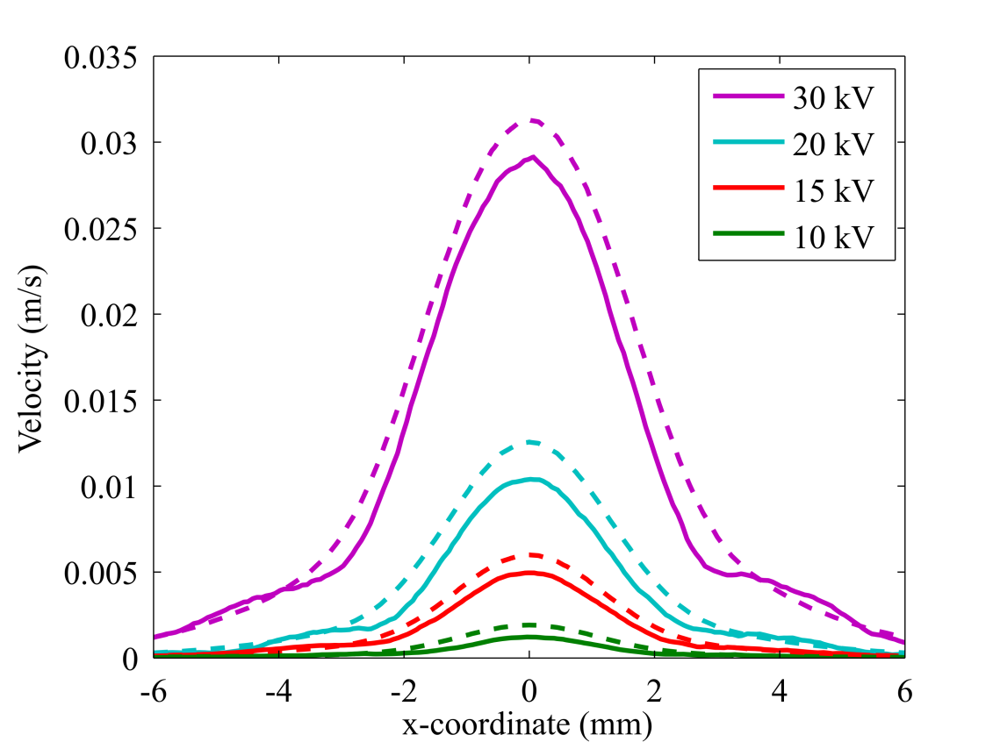 0.035
0.03
0.025
0.02
0.015
0.01
0.005
0
Velocity (m/s)
30 kV
20 kV
15 kV
10 kV
-6 -4 -2 0 2 4 6
x-coordinate (mm)